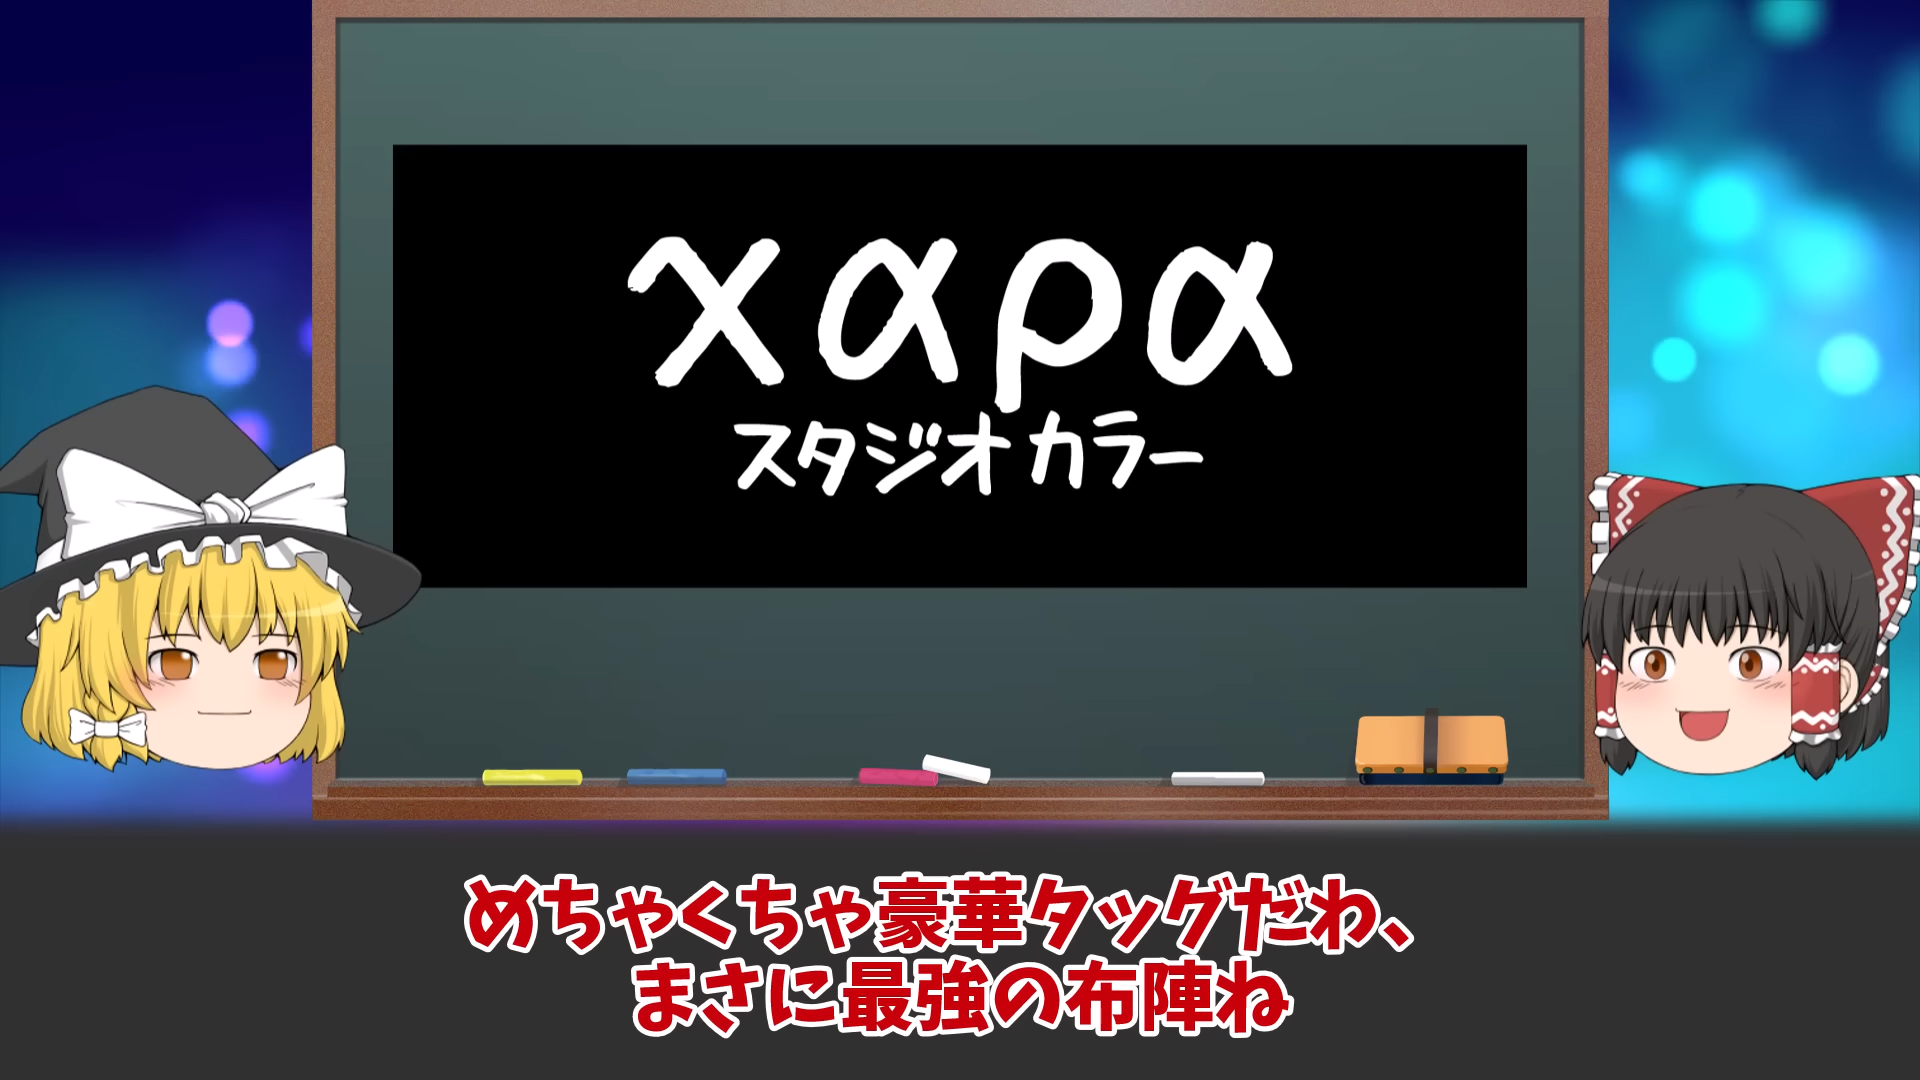 χαρα
スタジオカラー
めちゃくちゃ豪華タッグだわ、
まさに最強の布陣ね